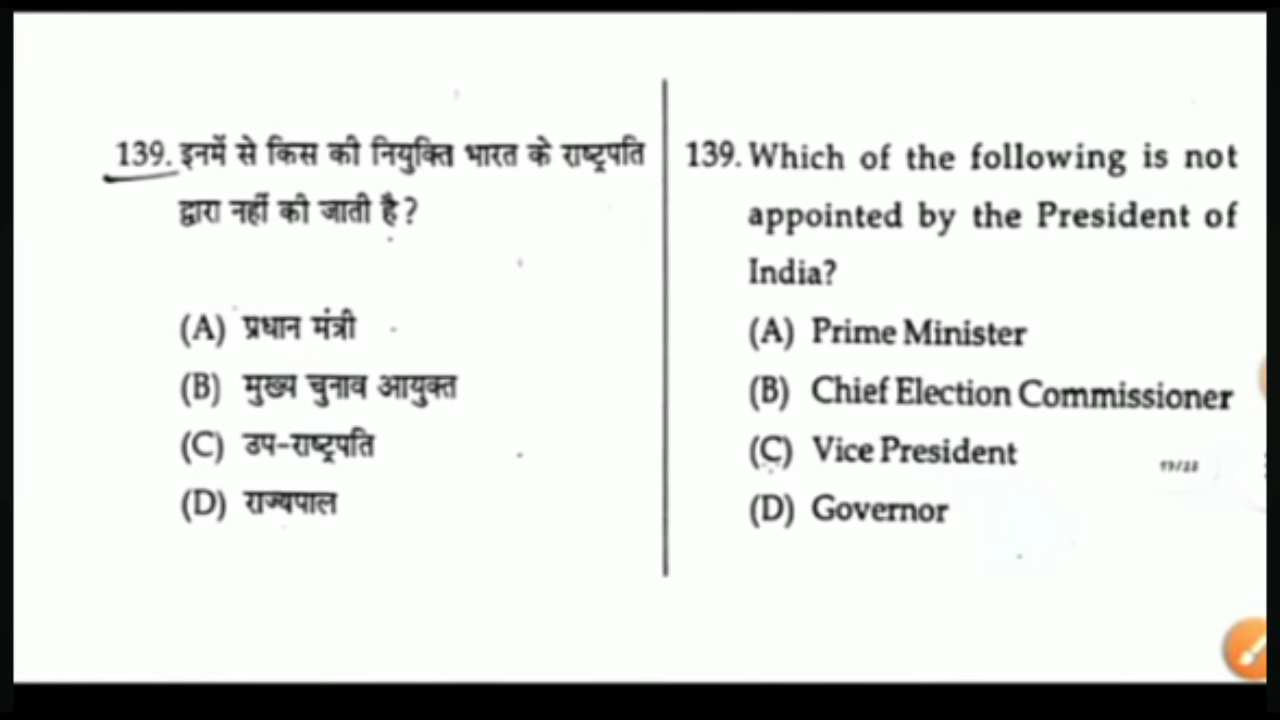 139. इनमें से किस की नियुक्ति भारत के राष्ट्रपति
द्वारा नहीं की जाती है?
(A) प्रधान मंत्री
(B) मुख्य चुनाव आयुक्त
(C) उप-राष्ट्रपति
(D) राज्यपाल
139. Which of the following is not
appointed by the President of
India?
(A) Prime Minister
(B) Chief Election Commissioner
(C) Vice President
(D) Governor